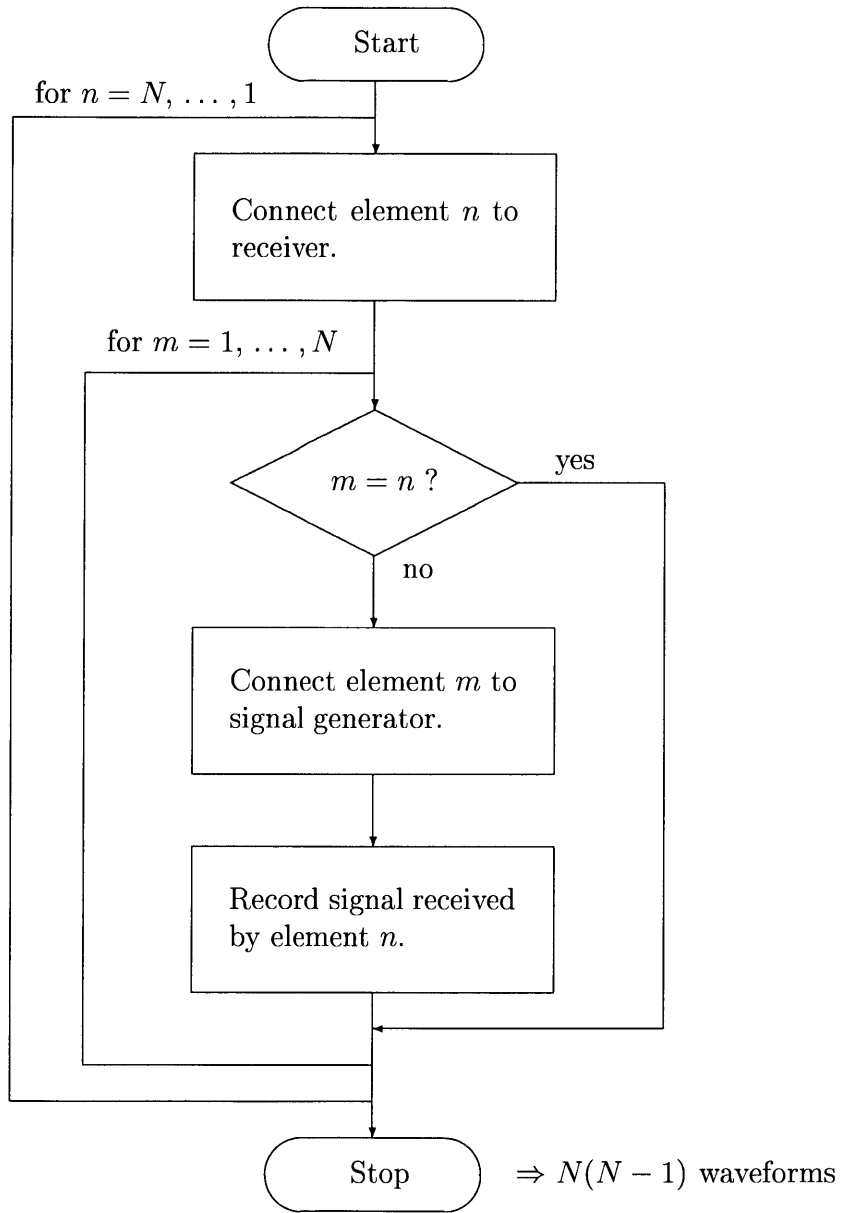 Start
for n = N, ... , 1
Connect element n to
receiver.
for m = 1, ... , N
m = n ?
yes
no
Connect element m to
signal generator.
Record signal received
by element n.
Stop
⇒ N(N − 1) waveforms